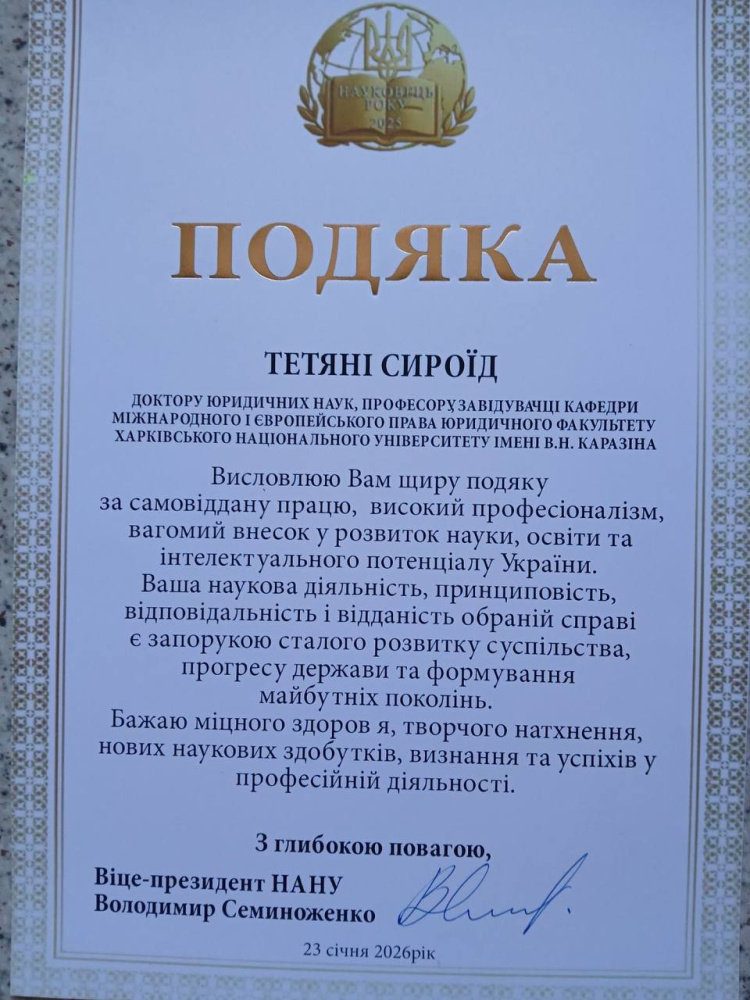 НАУКОВЕЦЬ
РОКУ
2025
ПОДЯКА
ТЕТЯНІ СИРОЇД
ДОКТОРУ ЮРИДИЧНИХ НАУК, ПРОФЕСОРУ,ЗАВІДУВАЧЦІ КАФЕДРИ
МІЖНАРОДНОГО І ЄВРОПЕЙСЬКОГО ПРАВА ЮРИДИЧНОГО ФАКУЛЬТЕТУ
ХАРКІВСЬКОГО НАЦІОНАЛЬНОГО УНІВЕРСИТЕТУ ІМЕНІ В.Н. КАРАЗІНА
Висловлюю Вам щиру подяку
за самовіддану працю, високий професіоналізм,
вагомий внесок у розвиток науки, освіти та
інтелектуального потенціалу України.
Ваша наукова діяльність, принциповість,
відповідальність і відданість обраній справі
є запорукою сталого розвитку суспільства,
прогресу держави та формування
майбутніх поколінь.
Бажаю міцного здоров я, творчого натхнення,
нових наукових здобутків, визнання та успіхів у
професійній діяльності.
З глибокою повагою,
Віце-президент НАНУ
Володимир Семиноженко
23 січня 2026рік